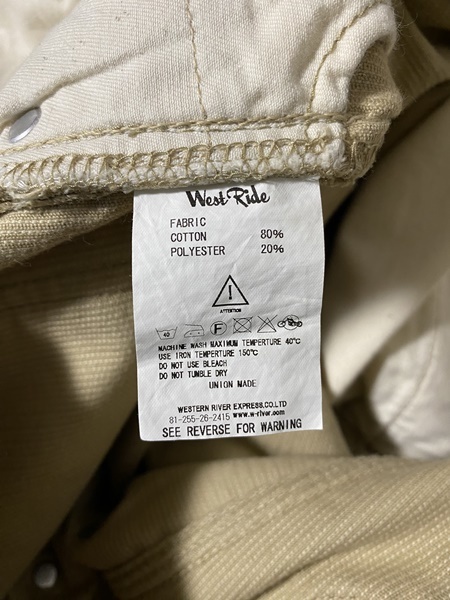 West Ride
FABRIC
COTTON 80%
POLYESTER 20%
ATTENTION
40 F
MACHINE WASH MAXIMUM TEMPERTURE 40℃
USE IRON TEMPERTURE 150℃
DO NOT USE BLEACH
DO NOT TUMBLE DRY
UNION MADE
WESTERN RIVER EXPRESS.CO.LTD
81-255-26-2415 www.w-river.com
SEE REVERSE FOR WARNING